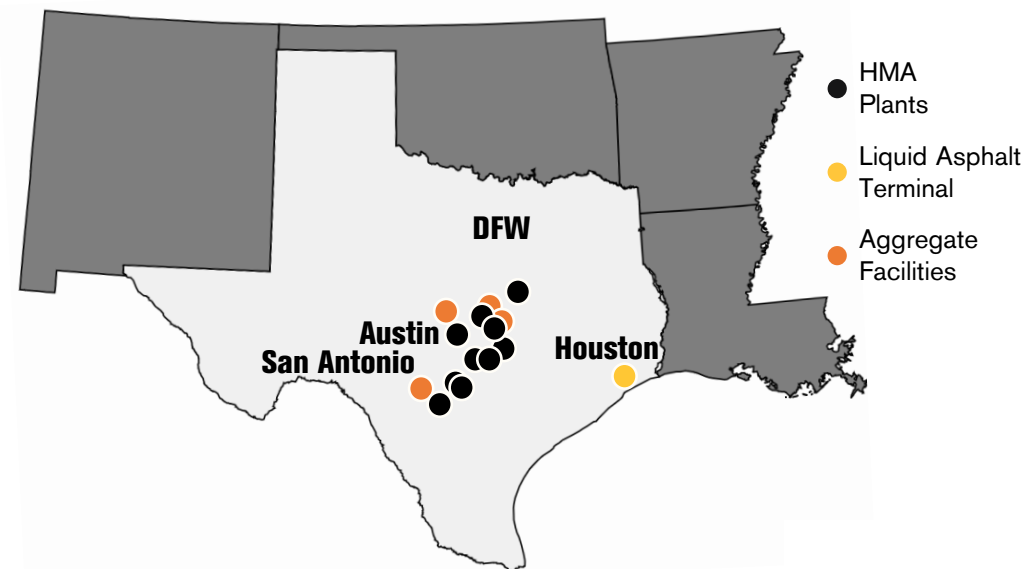 HMA
Plants
Liquid Asphalt
Terminal
Aggregate
Facilities
DFW
Austin
San Antonio
Houston